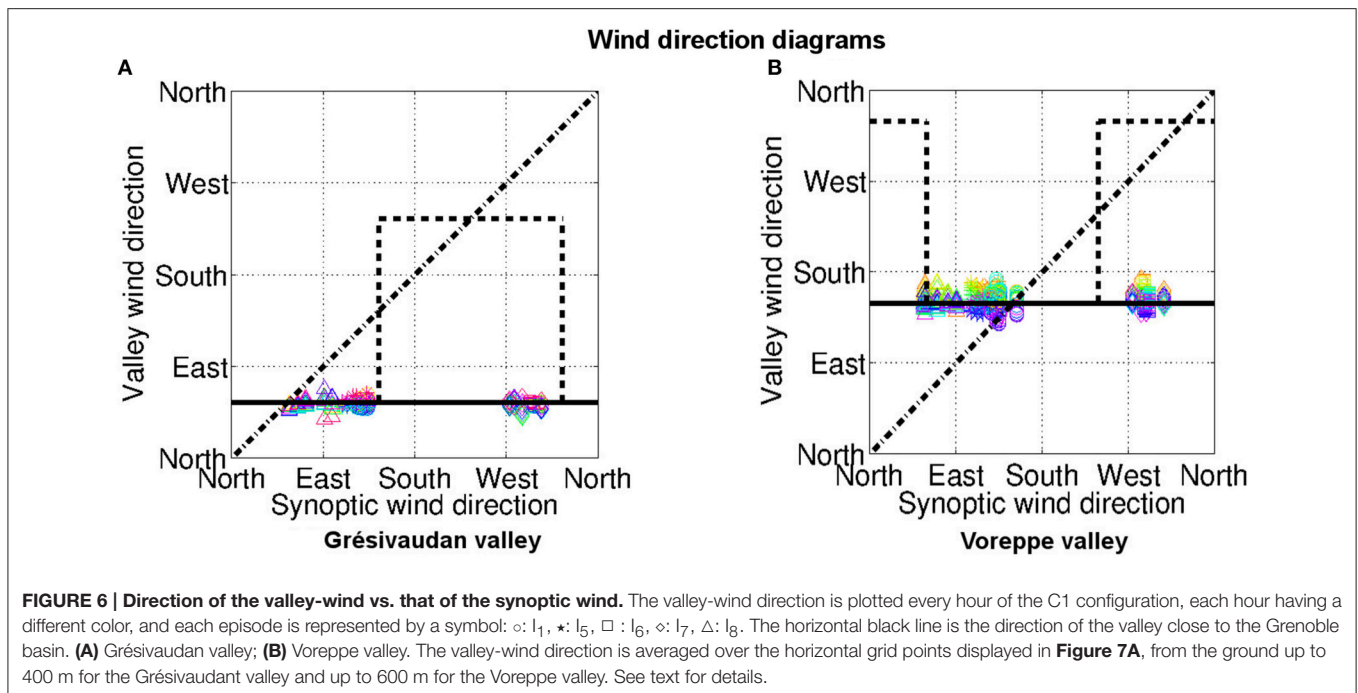 Wind direction diagrams
A
North
West
South
East
North
Valley wind direction
North East South West North
Synoptic wind direction
Grésivaudan valley
B
North
West
South
East
North
Valley wind direction
North East South West North
Synoptic wind direction
Voreppe valley
FIGURE 6 | Direction of the valley-wind vs. that of the synoptic wind. The valley-wind direction is plotted every hour of the C1 configuration, each hour having a
different color, and each episode is represented by a symbol: ○: I1, ⋆: I5, □ : I6, ⋄: I7, △: I8. The horizontal black line is the direction of the valley close to the Grenoble
basin. (A) Grésivaudan valley; (B) Voreppe valley. The valley-wind direction is averaged over the horizontal grid points displayed in Figure 7A, from the ground up to
400 m for the Grésivaudant valley and up to 600 m for the Voreppe valley. See text for details.